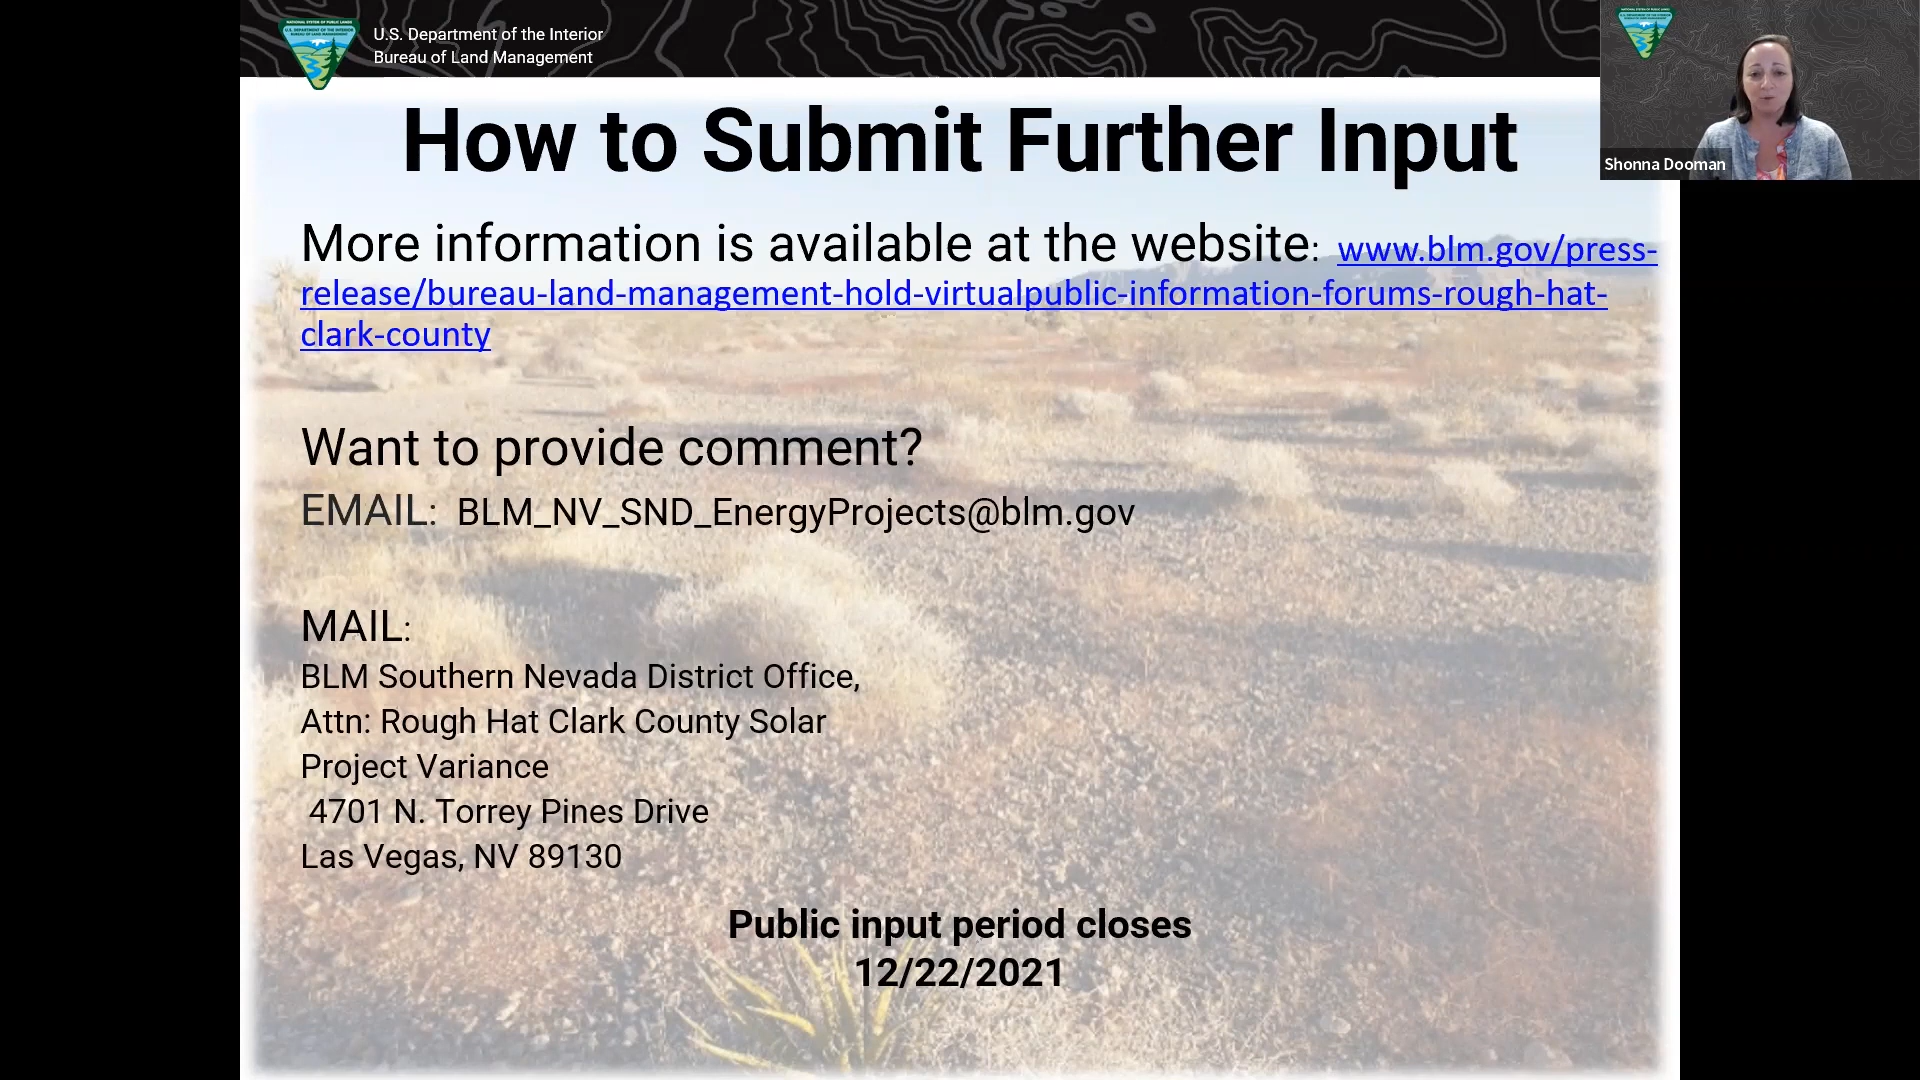 U.S. Department of the Interior
Bureau of Land Management
How to Submit Further Input
Shonna Dooman
More information is available at the website: www.blm.gov/press-
release/bureau-land-management-hold-virtualpublic-information-forums-rough-hat-
clark-county
Want to provide comment?
EMAIL: BLM_NV_SND_EnergyProjects@blm.gov
MAIL:
BLM Southern Nevada District Office,
Attn: Rough Hat Clark County Solar
Project Variance
4701 N. Torrey Pines Drive
Las Vegas, NV 89130
Public input period closes
12/22/2021